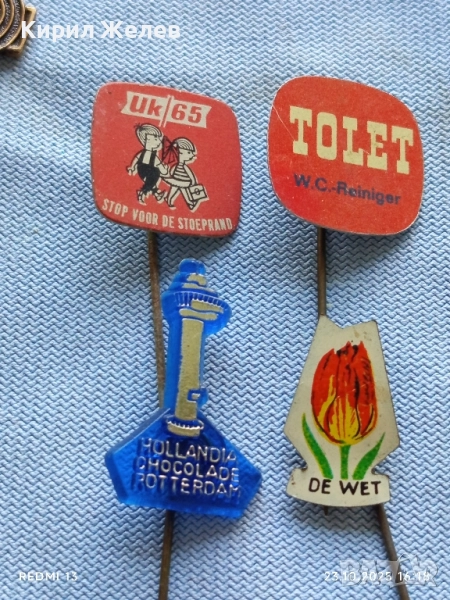 Кирил Желев
Uk 65
STOP VOOR DE STOEPRAND
TOLET
W.C.-Reiniger
HOLLANDIA
CHOCOLADE
ROTTERDAM
DE WET
REDMI 13
23.10.2025 16:18